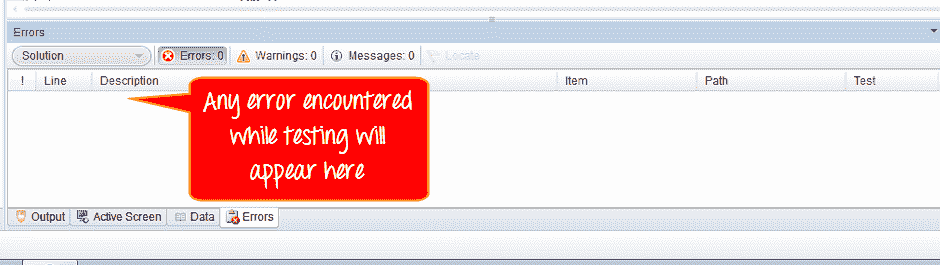 Errors
Solution Errors: 0 Warnings: 0 Messages: 0 Locate
! Line Description Item Path Test
Any error encountered
while testing will
appear here
Output Active Screen Data Errors